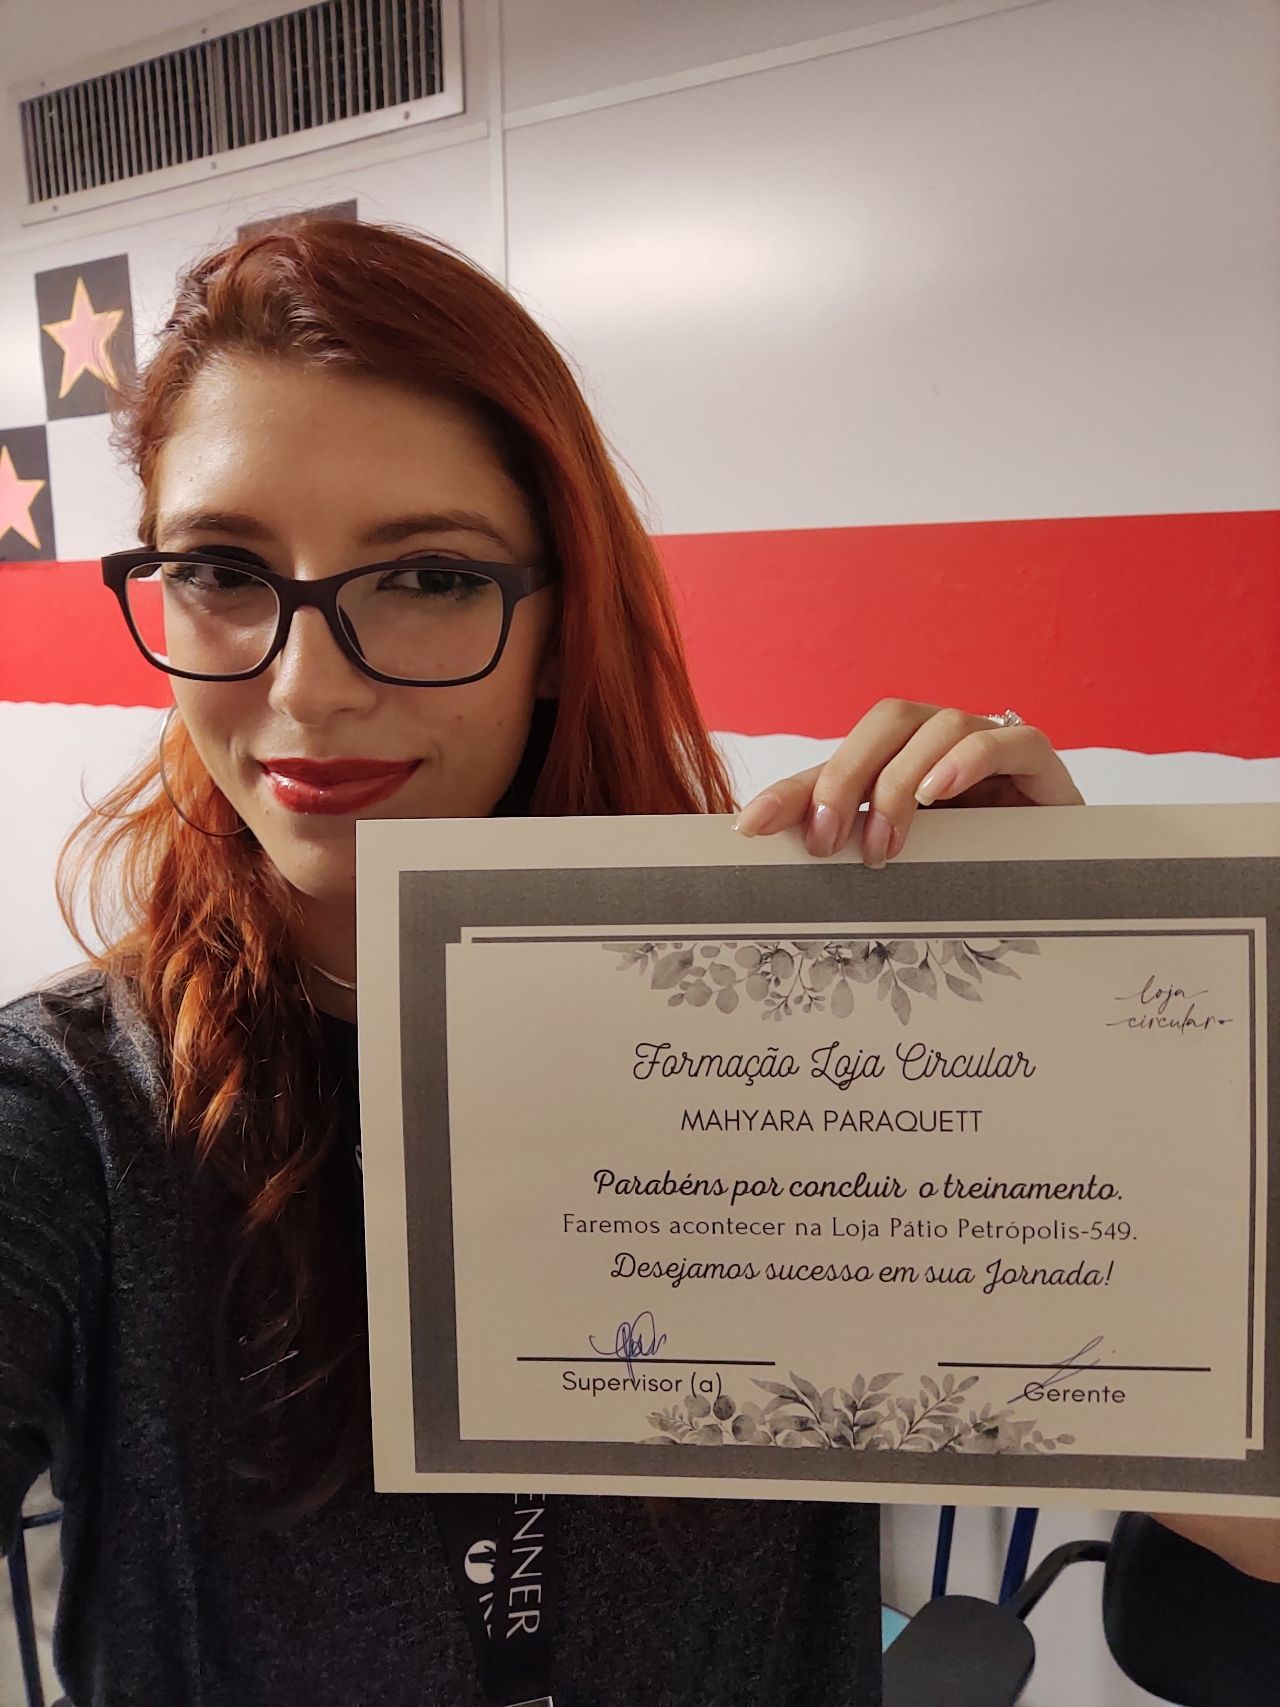 loja
circular
Formação Loja Circular
MAHYARA PARAQUETT
Parabéns por concluir o treinamento.
Faremos acontecer na Loja Pátio Petrópolis-549.
Desejamos sucesso em sua Jornada!
Supervisor (a)
Gerente
ENNER